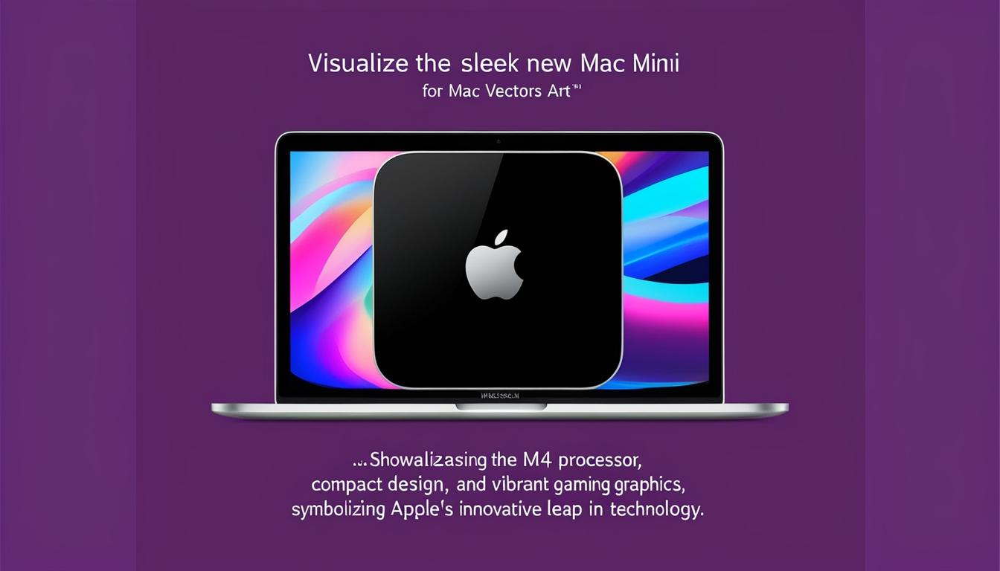 Visualize the sleek new Mac Minii
for Mac Vectors Art
...Showalizasing the M4 processor,
compact design, and vibrant gaming graphics,
symbolizing Apple's innovative leap in technology.